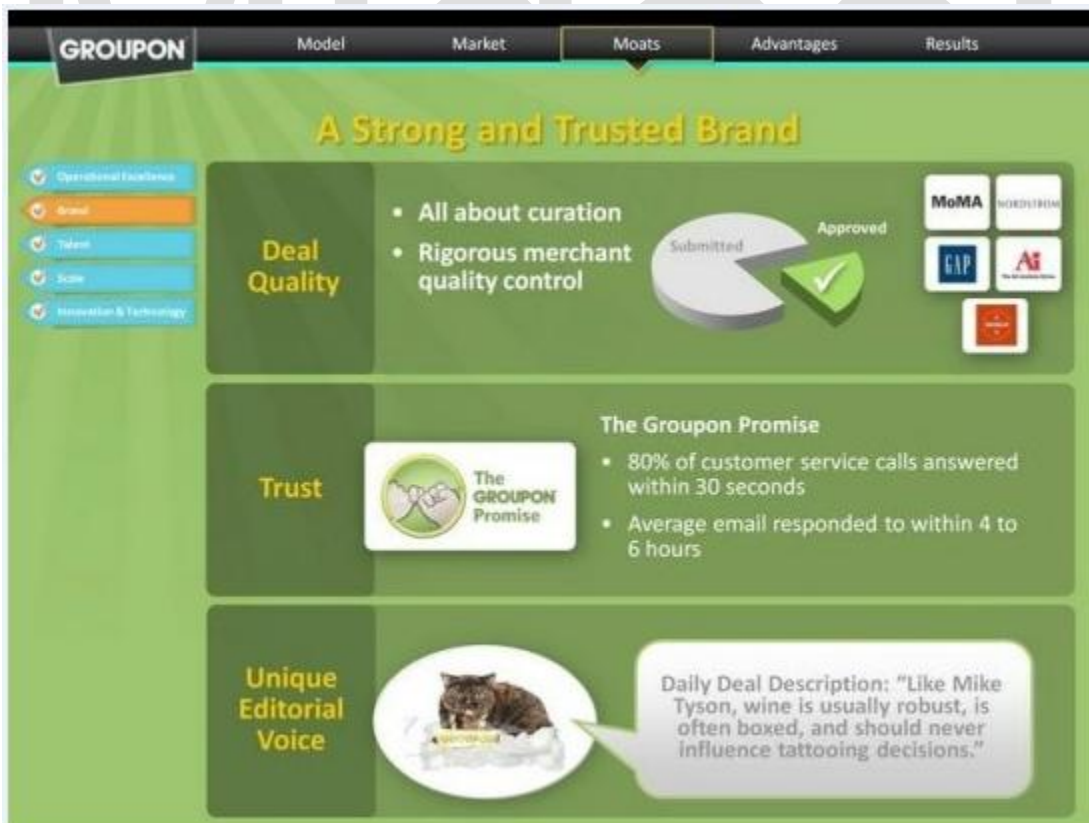 GROUPON
Model
Market
Moats
Advantages
Results
A Strong and Trusted Brand
Operational Excellence
Brand
Talent
Scale
Innovation & Technology
Deal
Quality
• All about curation
• Rigorous merchant
quality control
Submitted
Approved
MoMA
NORDSTROM
GAP
Ai
Trust
The
GROUPON
Promise
The Groupon Promise
• 80% of customer service calls answered
within 30 seconds
• Average email responded to within 4 to
6 hours
Unique
Editorial
Voice
Daily Deal Description: “Like Mike
Tyson, wine is usually robust, is
often boxed, and should never
influence tattooing decisions.”